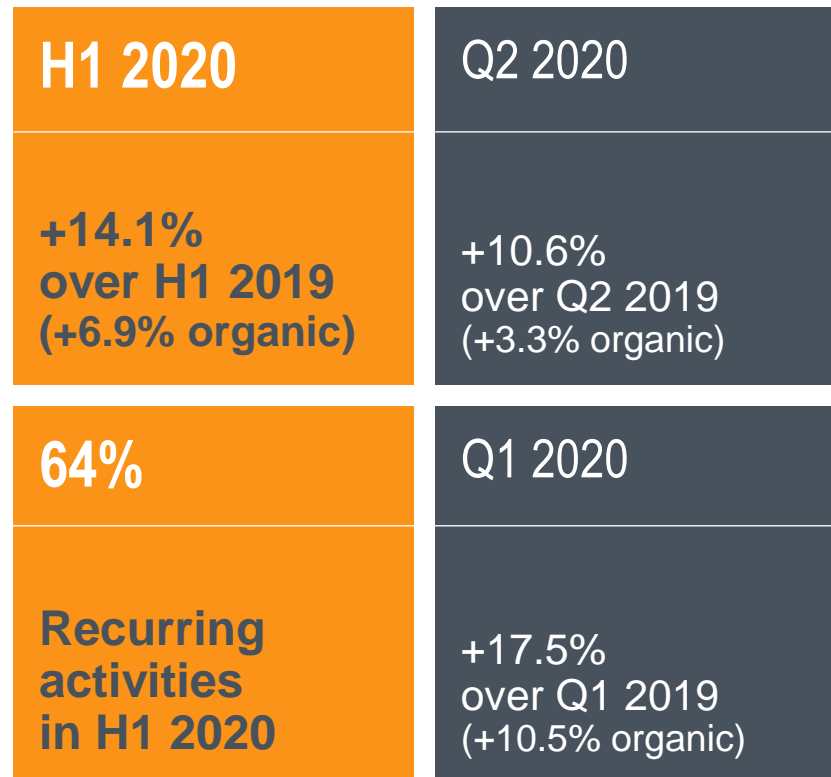 H1 2020
+14.1%
over H1 2019
(+6.9% organic)
Q2 2020
+10.6%
over Q2 2019
(+3.3% organic)
64%
Recurring
activities
in H1 2020
Q1 2020
+17.5%
over Q1 2019
(+10.5% organic)